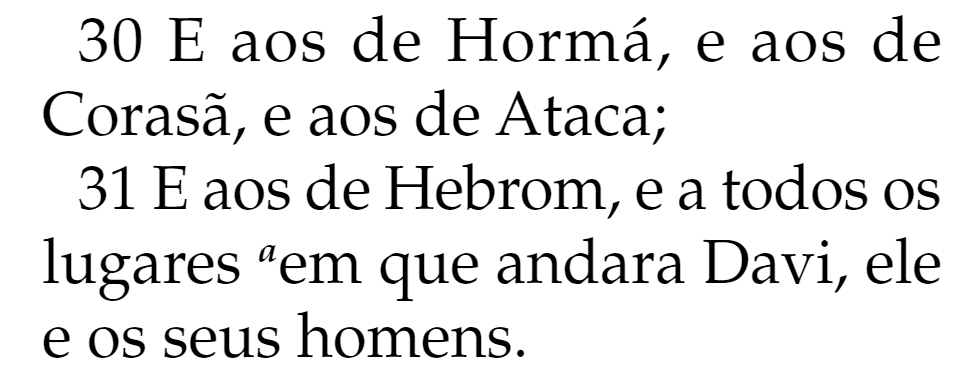 30 E aos de Hormá, e aos de
Corasã, e aos de Ataca;
31 E aos de Hebrom, e a todos os
lugares ᵃem que andara Davi, ele
e os seus homens.